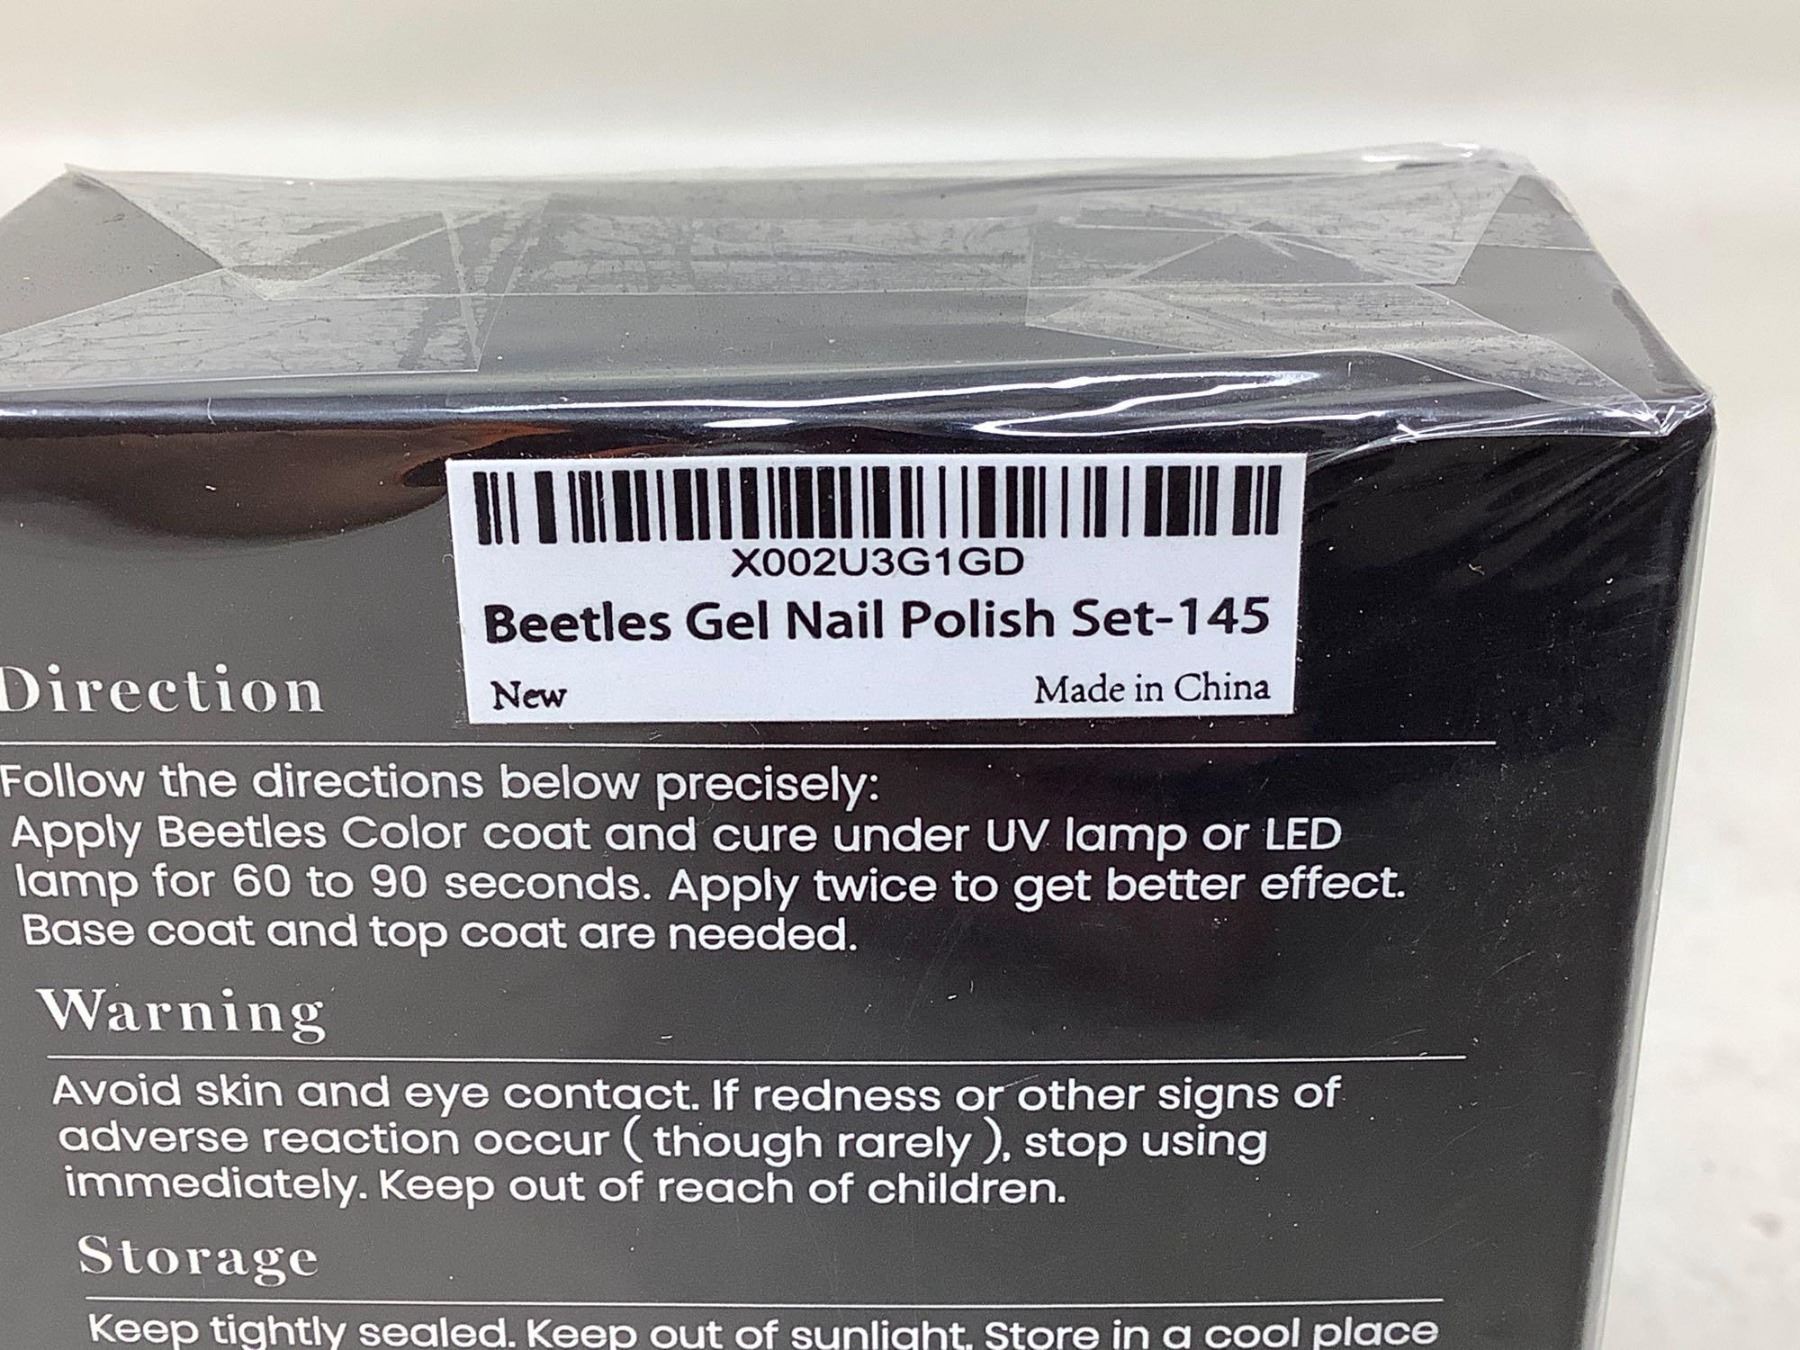 X002U3G1GD
Beetles Gel Nail Polish Set-145
New
Made in China
Direction
Follow the directions below precisely:
Apply Beetles Color coat and cure under UV lamp or LED
lamp for 60 to 90 seconds. Apply twice to get better effect.
Base coat and top coat are needed.
Warning
Avoid skin and eye contact. If redness or other signs of
adverse reaction occur ( though rarely ), stop using
immediately. Keep out of reach of children.
Storage
Keep tightly sealed. Keep out of sunlight. Store in a cool place